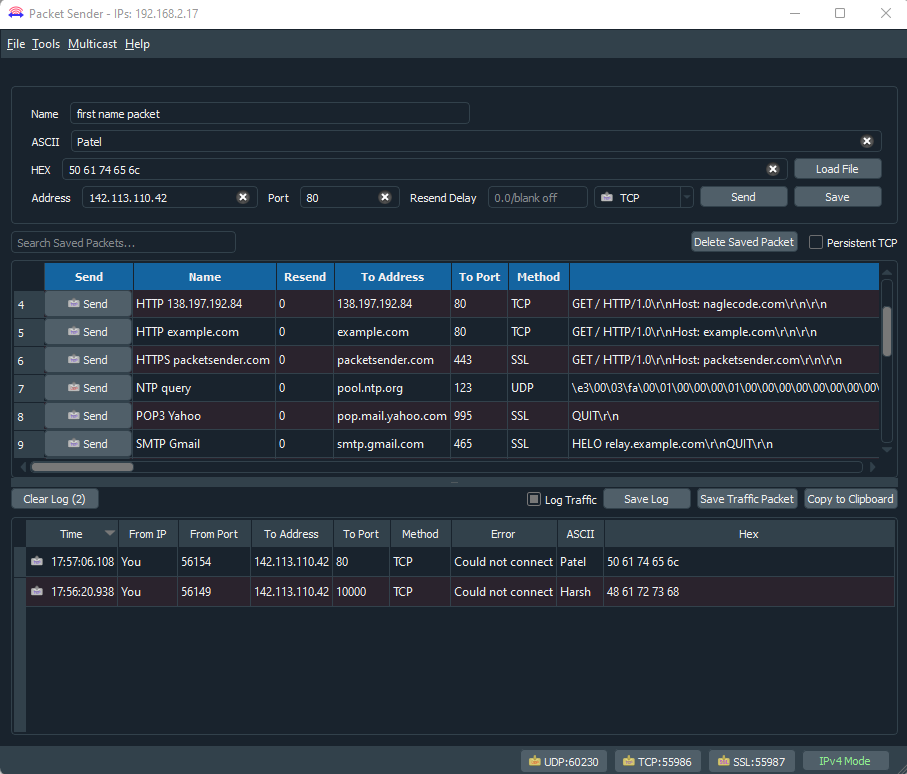 Packet Sender - IPs: 192.168.2.17
File Tools Multicast Help
Name first name packet
ASCII Patel
HEX 50 61 74 65 6c Load File
Address 142.113.110.42 Port 80 Resend Delay 0.0/blank off TCP Send Save
Search Saved Packets... Delete Saved Packet Persistent TCP
Send Name Resend To Address To Port Method
4 Send HTTP 138.197.192.84 0 138.197.192.84 80 TCP GET / HTTP/1.0\r\nHost: naglecode.com\r\n\r\n
5 Send HTTP example.com 0 example.com 80 TCP GET / HTTP/1.0\r\nHost: example.com\r\n\r\n
6 Send HTTPS packetsender.com 0 packetsender.com 443 SSL GET / HTTP/1.0\r\nHost: packetsender.com\r\n\r\n
7 Send NTP query 0 pool.ntp.org 123 UDP \e3\00\03\fa\00\01\00\00\00\01\00\00\00\00\00\00\00\00\
8 Send POP3 Yahoo 0 pop.mail.yahoo.com 995 SSL QUIT\r\n
9 Send SMTP Gmail 0 smtp.gmail.com 465 SSL HELO relay.example.com\r\nQUIT\r\n
Clear Log (2) Log Traffic Save Log Save Traffic Packet Copy to Clipboard
Time From IP From Port To Address To Port Method Error ASCII Hex
17:57:06.108 You 56154 142.113.110.42 80 TCP Could not connect Patel 50 61 74 65 6c
17:56:20.938 You 56149 142.113.110.42 10000 TCP Could not connect Harsh 48 61 72 73 68
UDP:60230 TCP:55986 SSL:55987 IPv4 Mode